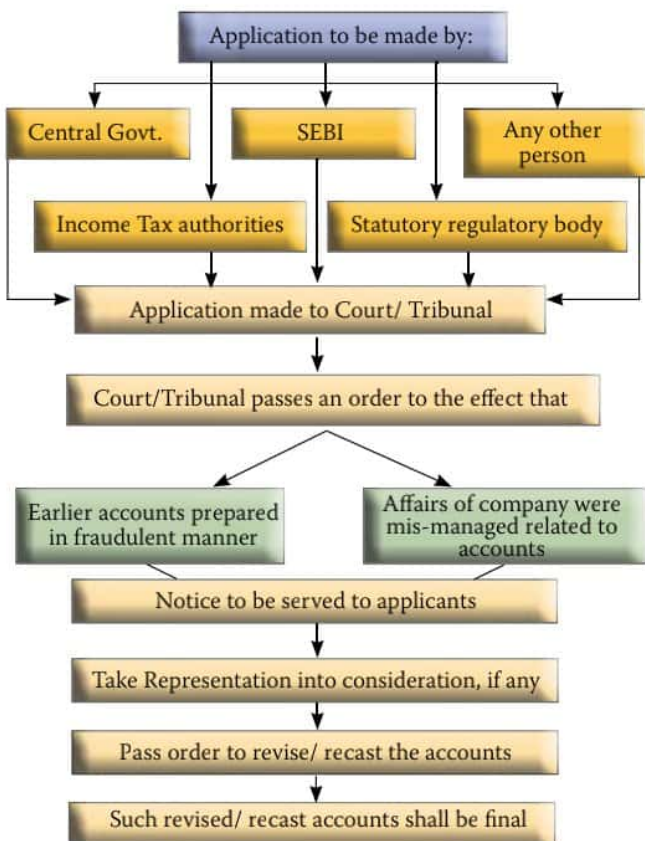 Application to be made by:
Central Govt.
SEBI
Any other
person
Income Tax authorities
Statutory regulatory body
Application made to Court/ Tribunal
Court/Tribunal passes an order to the effect that
Earlier accounts prepared
in fraudulent manner
Affairs of company were
mis-managed related to
accounts
Notice to be served to applicants
Take Representation into consideration, if any
Pass order to revise/ recast the accounts
Such revised/ recast accounts shall be final